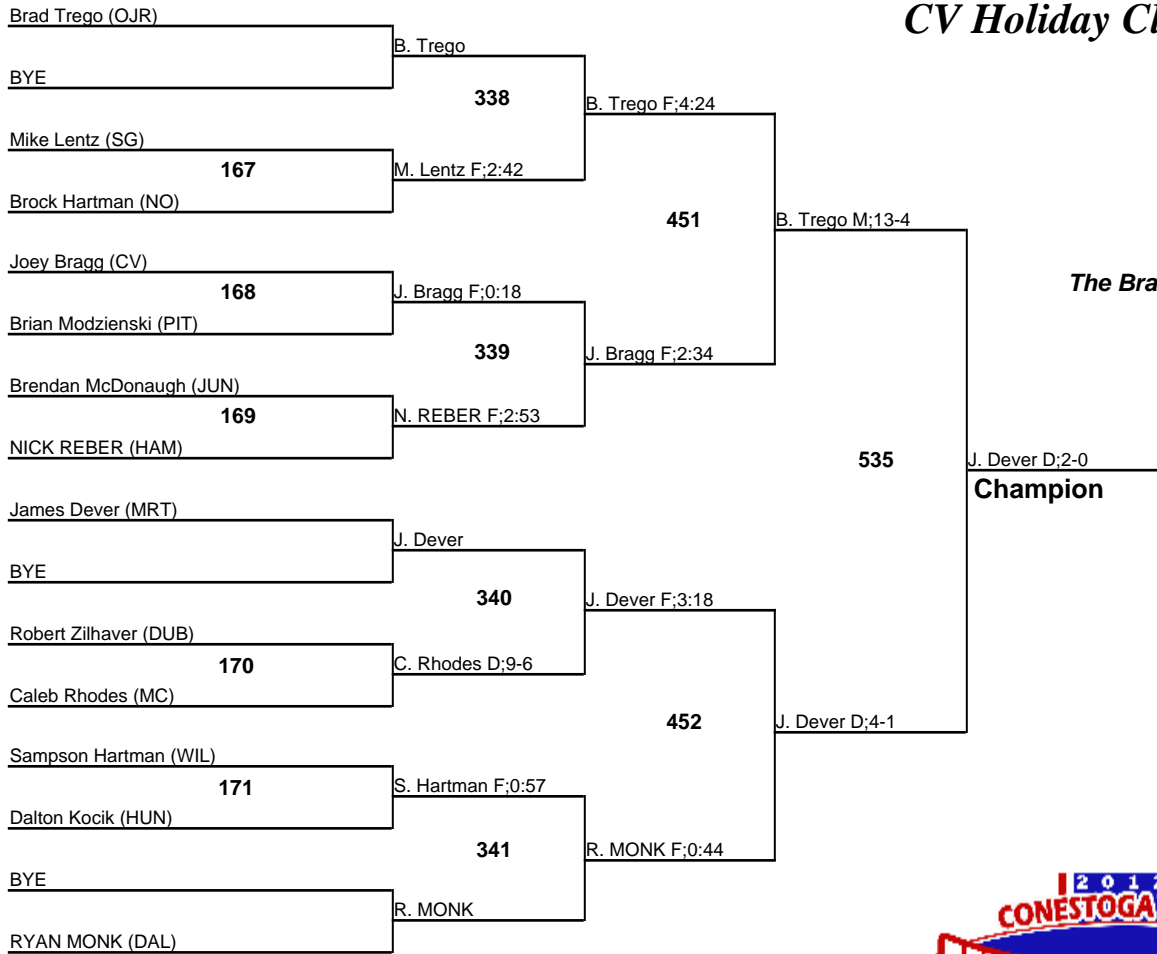 CV Holiday Cl
Brad Trego (OJR)
B. Trego
BYE
338
B. Trego F;4:24
Mike Lentz (SG)
167
M. Lentz F;2:42
Brock Hartman (NO)
451
B. Trego M;13-4
Joey Bragg (CV)
168
J. Bragg F;0:18
The Bra
Brian Modzienski (PIT)
339
J. Bragg F;2:34
Brendan McDonaugh (JUN)
169
N. REBER F;2:53
NICK REBER (HAM)
535
J. Dever D;2-0
Champion
James Dever (MRT)
J. Dever
BYE
340
J. Dever F;3:18
Robert Zilhaver (DUB)
170
C. Rhodes D;9-6
Caleb Rhodes (MC)
452
J. Dever D;4-1
Sampson Hartman (WIL)
171
S. Hartman F;0:57
Dalton Kocik (HUN)
341
R. MONK F;0:44
BYE
R. MONK
RYAN MONK (DAL)
201
CONESTOGA